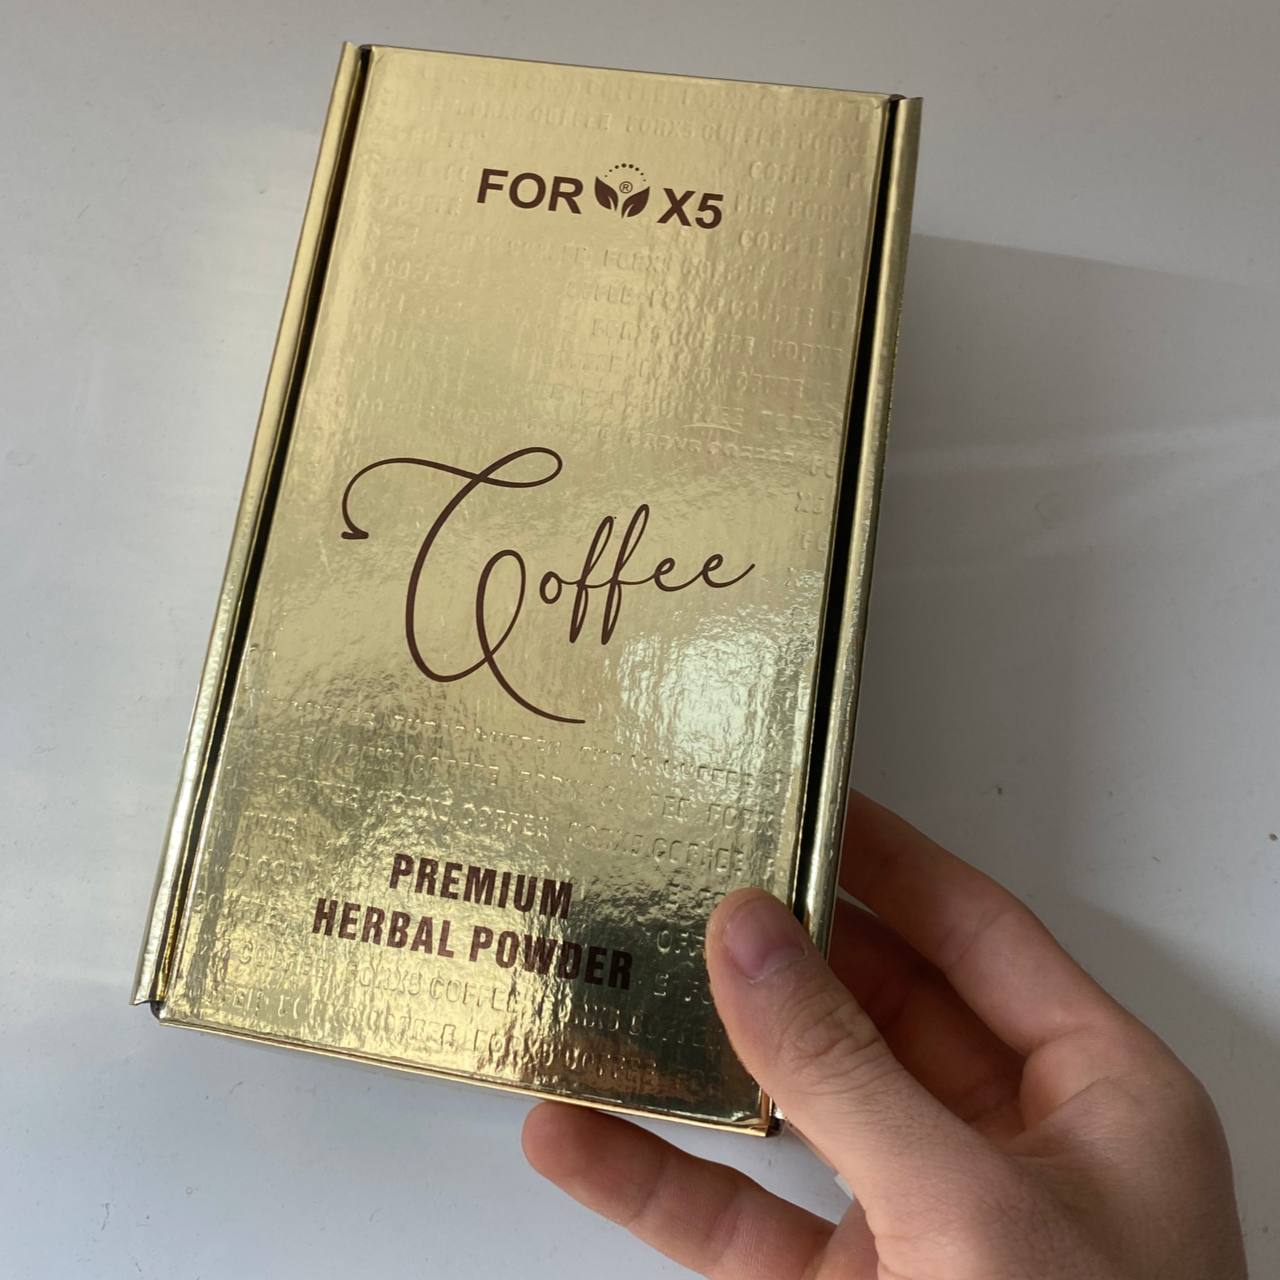 FOR ® X5
Coffee
PREMIUM
HERBAL POWDER